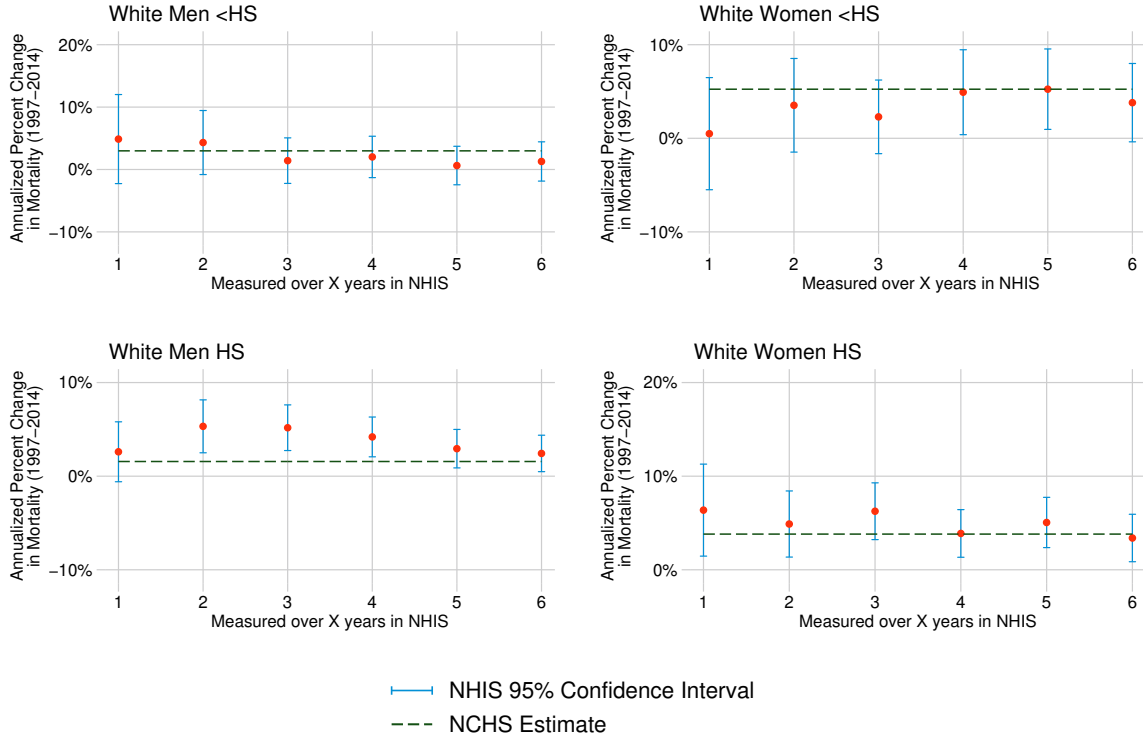 White Men <HS
Annualized Percent Change
in Mortality (1997−2014)
20%
10%
0%
−10%
1 2 3 4 5 6
Measured over X years in NHIS
White Women <HS
Annualized Percent Change
in Mortality (1997−2014)
10%
0%
−10%
1 2 3 4 5 6
Measured over X years in NHIS
White Men HS
Annualized Percent Change
in Mortality (1997−2014)
10%
0%
−10%
1 2 3 4 5 6
Measured over X years in NHIS
White Women HS
Annualized Percent Change
in Mortality (1997−2014)
20%
10%
0%
1 2 3 4 5 6
Measured over X years in NHIS
NHIS 95% Confidence Interval
NCHS Estimate